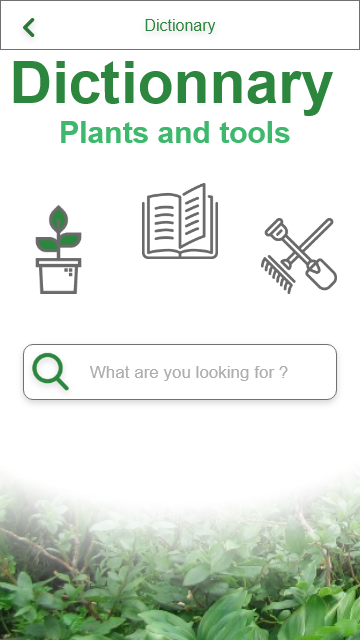 Dictionary
Dictionnary
Plants and tools
What are you looking for ?